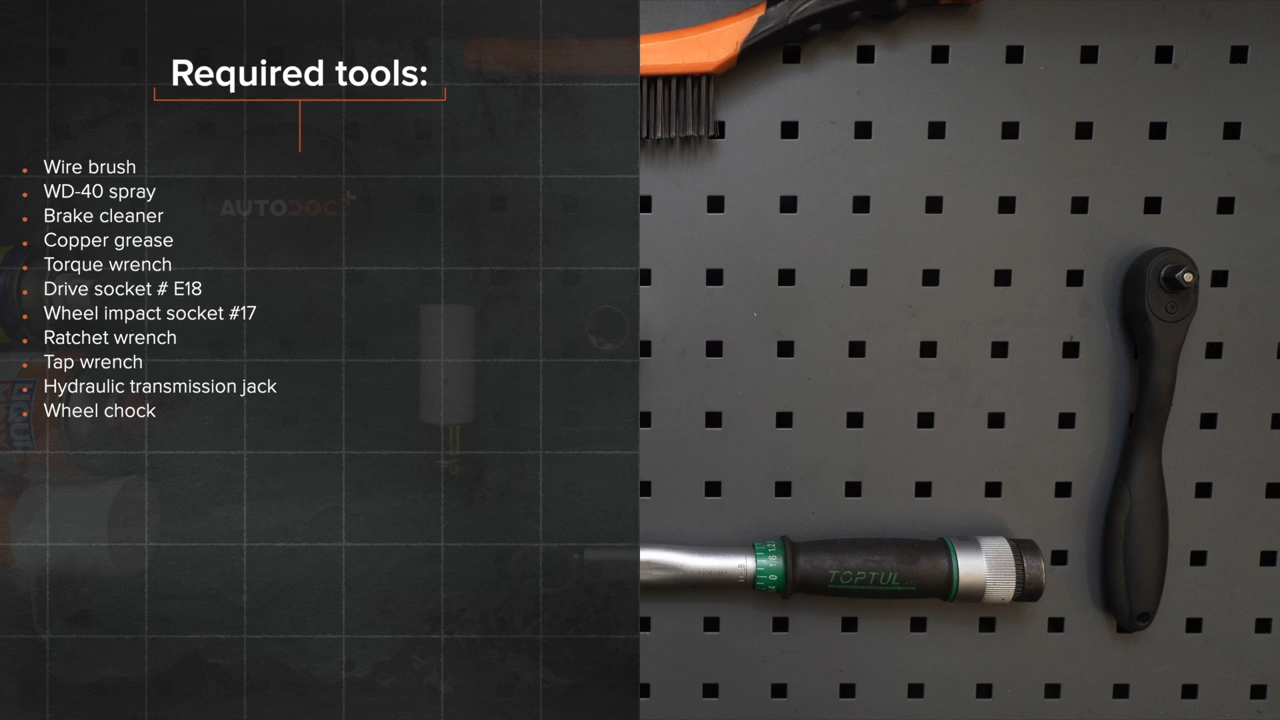 Required tools:
Wire brush
WD-40 spray
Brake cleaner
Copper grease
Torque wrench
Drive socket # E18
Wheel impact socket #17
Ratchet wrench
Tap wrench
Hydraulic transmission jack
Wheel chock
AUTODOC
TOPTUL